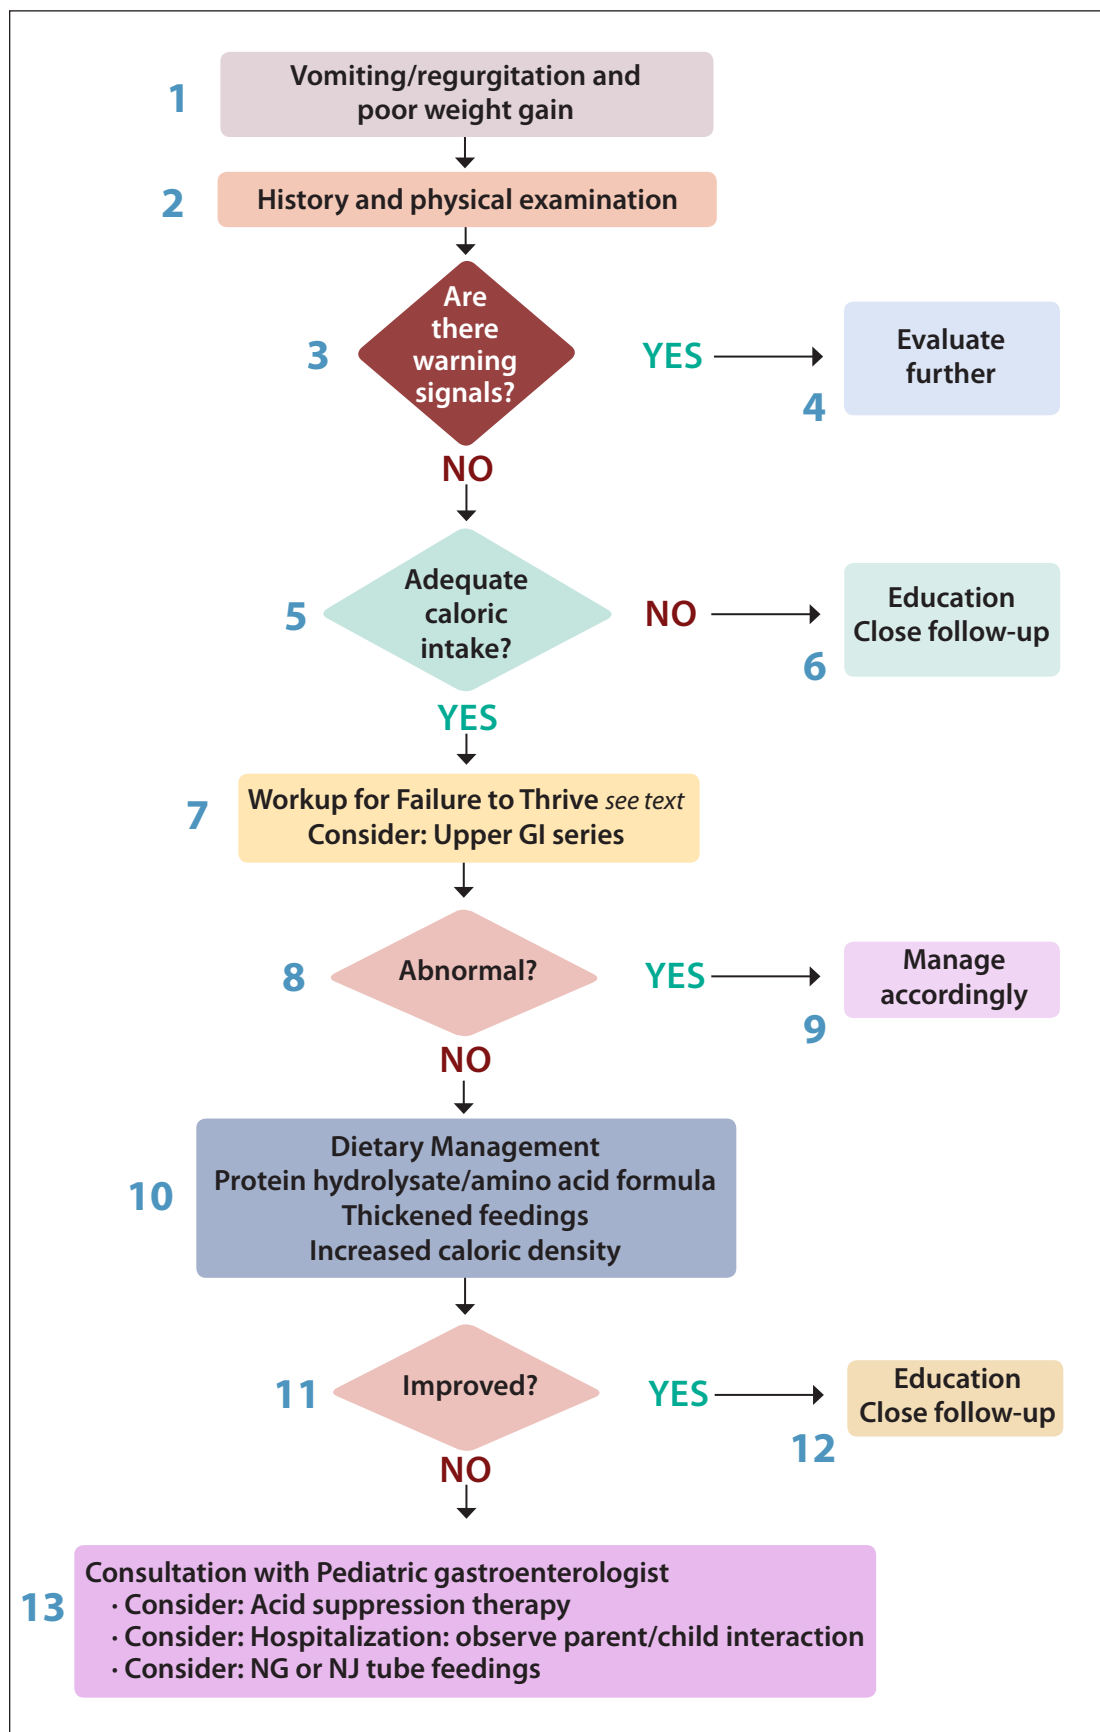 1
Vomiting/regurgitation and
poor weight gain
2
History and physical examination
3
Are
there
warning
signals?
YES
4
Evaluate
further
NO
5
Adequate
caloric
intake?
NO
6
Education
Close follow-up
YES
7
Workup for Failure to Thrive see text
Consider: Upper GI series
8
Abnormal?
YES
9
Manage
accordingly
NO
10
Dietary Management
Protein hydrolysate/amino acid formula
Thickened feedings
Increased caloric density
11
Improved?
YES
12
Education
Close follow-up
NO
13
Consultation with Pediatric gastroenterologist
· Consider: Acid suppression therapy
· Consider: Hospitalization: observe parent/child interaction
· Consider: NG or NJ tube feedings